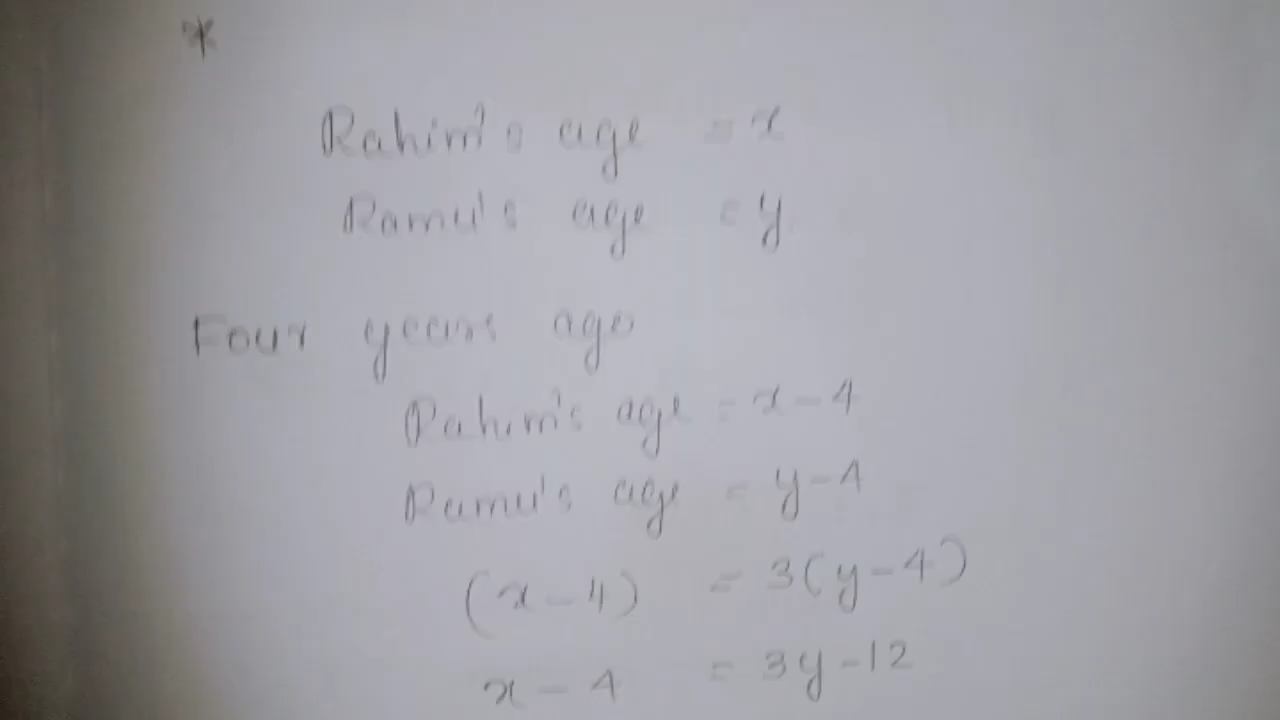 *
Rahim's age = x
Ramu's age = y
Four years ago
Rahim's age = x - 4
Ramu's age = y - 4
(x - 4) = 3(y - 4)
x - 4 = 3y - 12